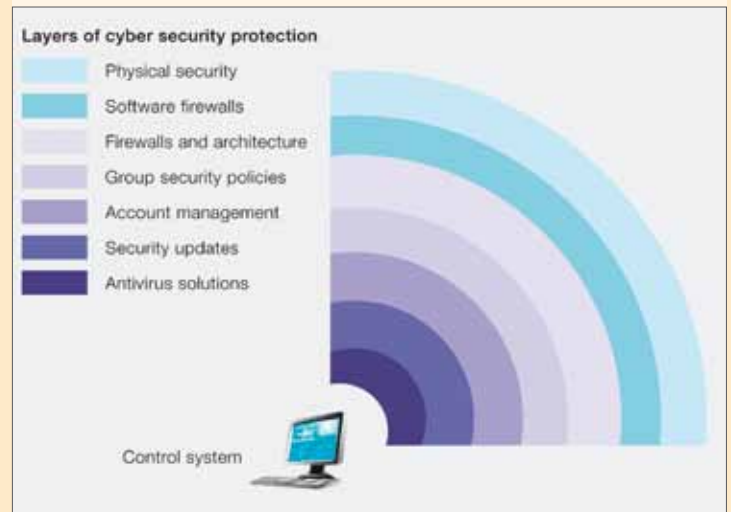 Layers of cyber security protection
Physical security
Software firewalls
Firewalls and architecture
Group security policies
Account management
Security updates
Antivirus solutions
Control system